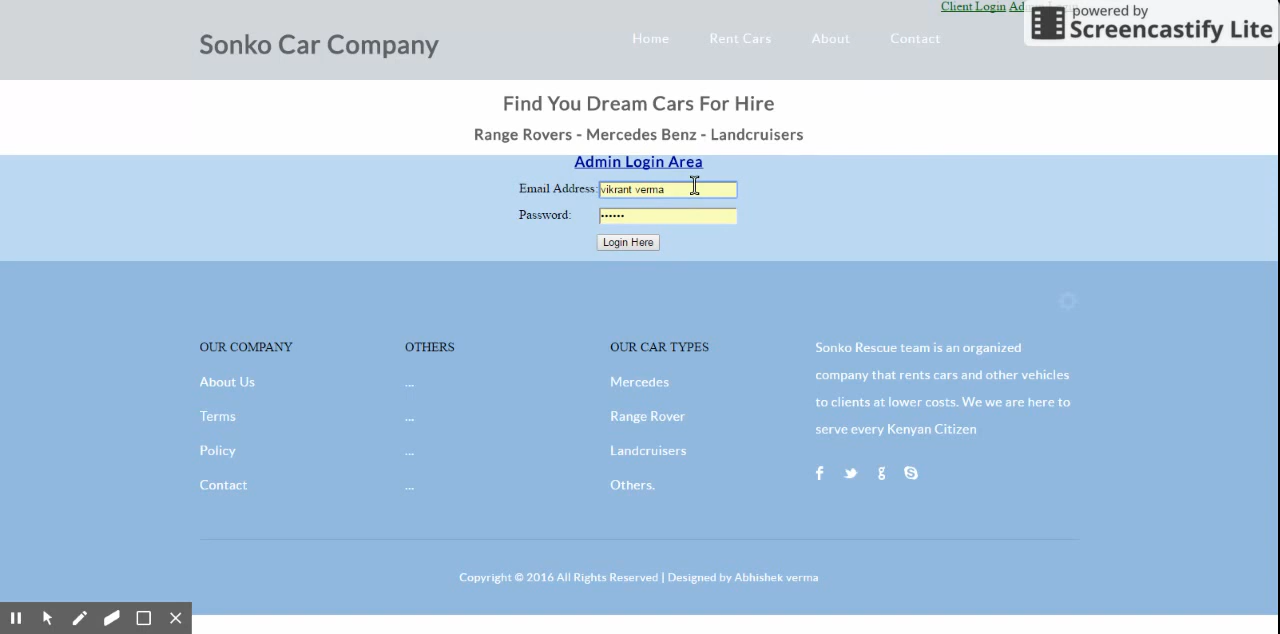 Client Login
powered by
Screencastify Lite
Sonko Car Company
Home
Rent Cars
About
Contact
Find You Dream Cars For Hire
Range Rovers - Mercedes Benz - Landcruisers
Admin Login Area
Email Address: vikrant verma
Password: ••••••
Login Here
OUR COMPANY
About Us
Terms
Policy
Contact
OTHERS
...
...
...
...
OUR CAR TYPES
Mercedes
Range Rover
Landcruisers
Others.
Sonko Rescue team is an organized
company that rents cars and other vehicles
to clients at lower costs. We we are here to
serve every Kenyan Citizen
Copyright © 2016 All Rights Reserved | Designed by Abhishek verma